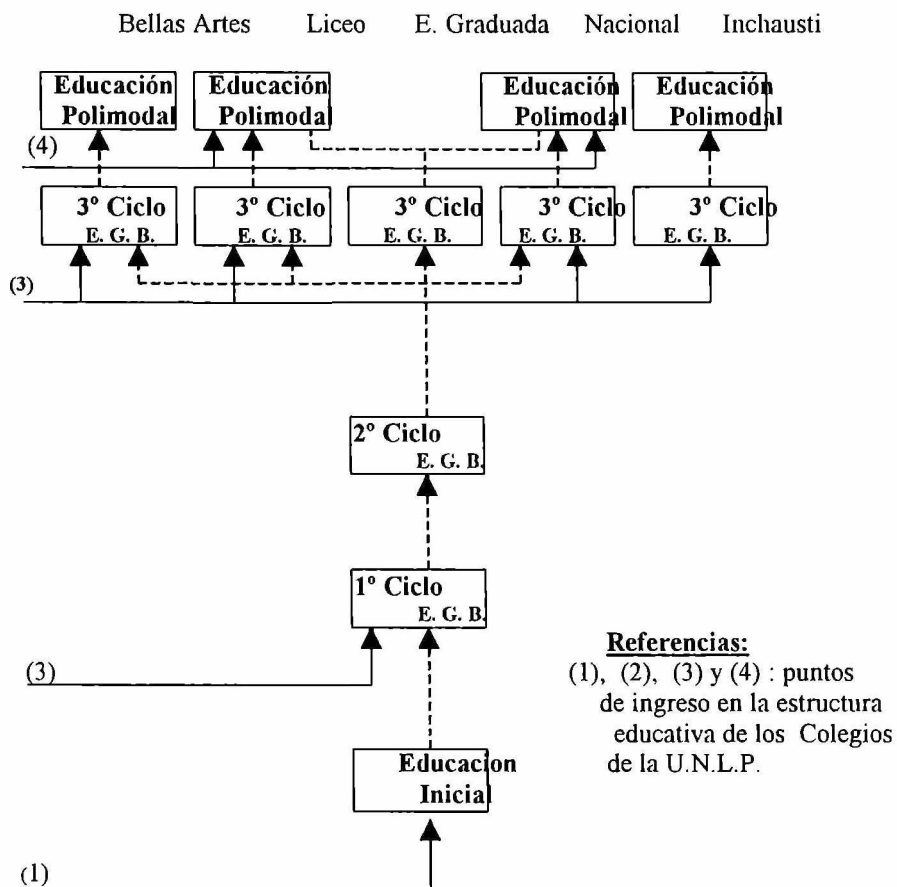 Bellas Artes Liceo E. Graduada Nacional Inchausti
Educación Educación Educación Educación
Polimodal Polimodal Polimodal Polimodal
(4)
3º Ciclo 3º Ciclo 3º Ciclo 3º Ciclo 3º Ciclo
E. G. B. E. G. B. E. G. B. E. G. B. E. G. B.
(3)
2º Ciclo
E. G. B.
1º Ciclo
E. G. B.
(3)
Referencias:
(1), (2), (3) y (4) : puntos
de ingreso en la estructura
educativa de los Colegios
de la U.N.L.P.
Educacion
Inicial
(1)